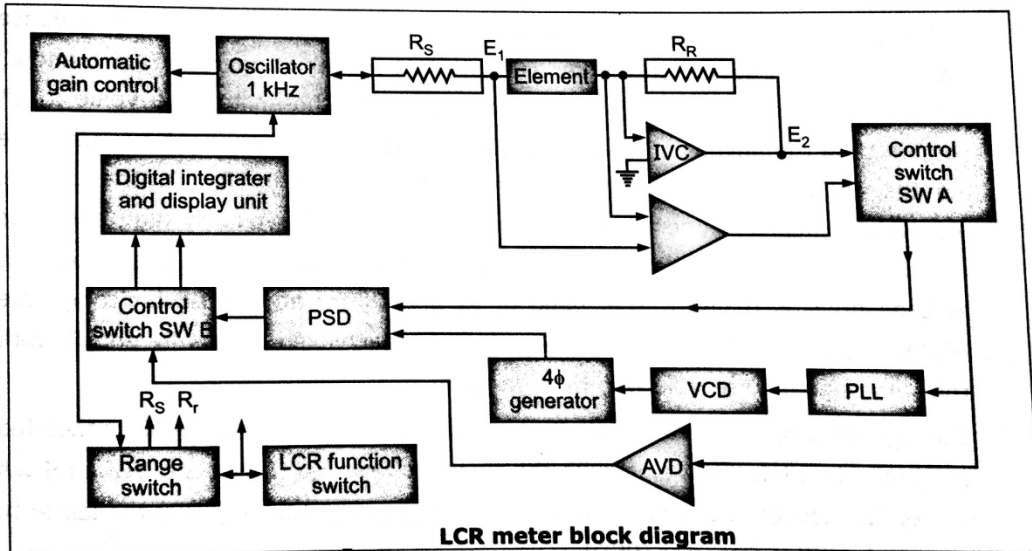 Automatic
gain control
Oscillator
1 kHz
R_S
E_1
Element
R_R
IVC
E_2
Control
switch
SW A
Digital integrater
and display unit
Control
switch SW B
PSD
4ϕ
generator
VCD
PLL
R_S
R_r
Range
switch
LCR function
switch
AVD
LCR meter block diagram